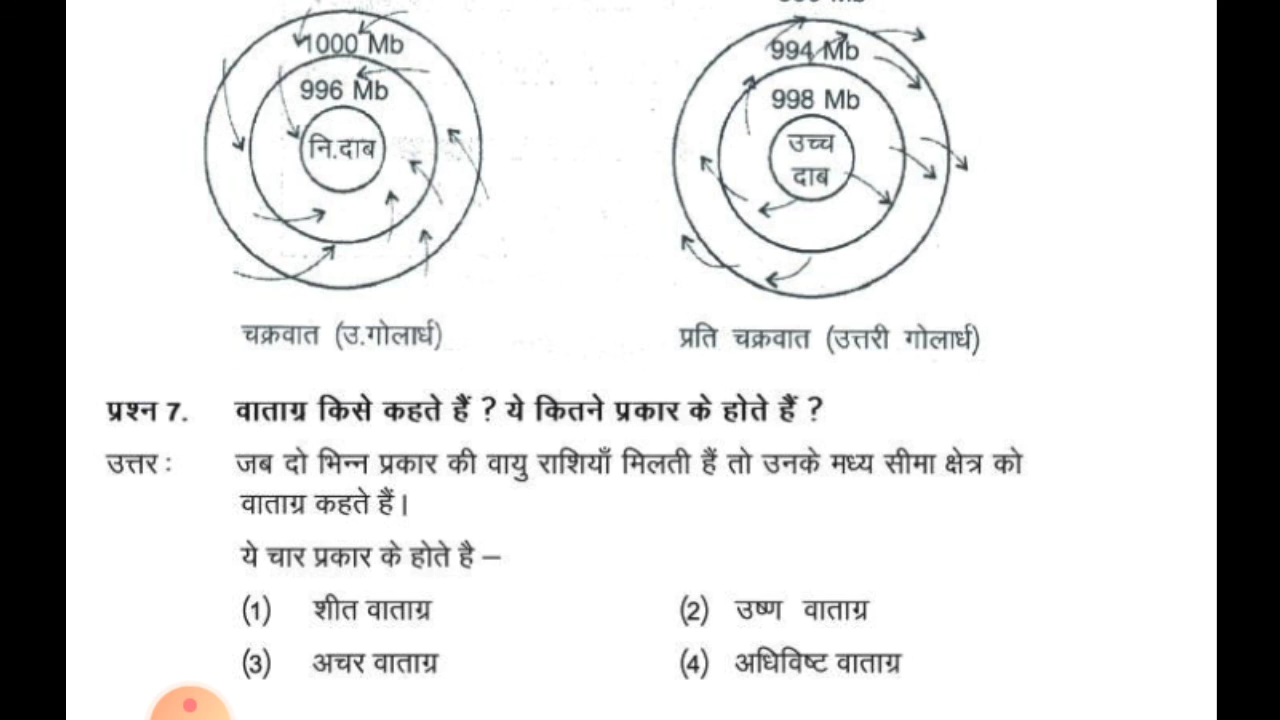 1000 Mb
996 Mb
नि.दाब
994 Mb
998 Mb
उच्च
दाब
चक्रवात (उ.गोलार्ध)
प्रति चक्रवात (उत्तरी गोलार्ध)
प्रश्न 7. वाताग्र किसे कहते हैं ? ये कितने प्रकार के होते हैं ?
उत्तर : जब दो भिन्न प्रकार की वायु राशियाँ मिलती हैं तो उनके मध्य सीमा क्षेत्र को
वाताग्र कहते हैं।
ये चार प्रकार के होते है –
(1) शीत वाताग्र (2) उष्ण वाताग्र
(3) अचर वाताग्र (4) अधिविष्ट वाताग्र